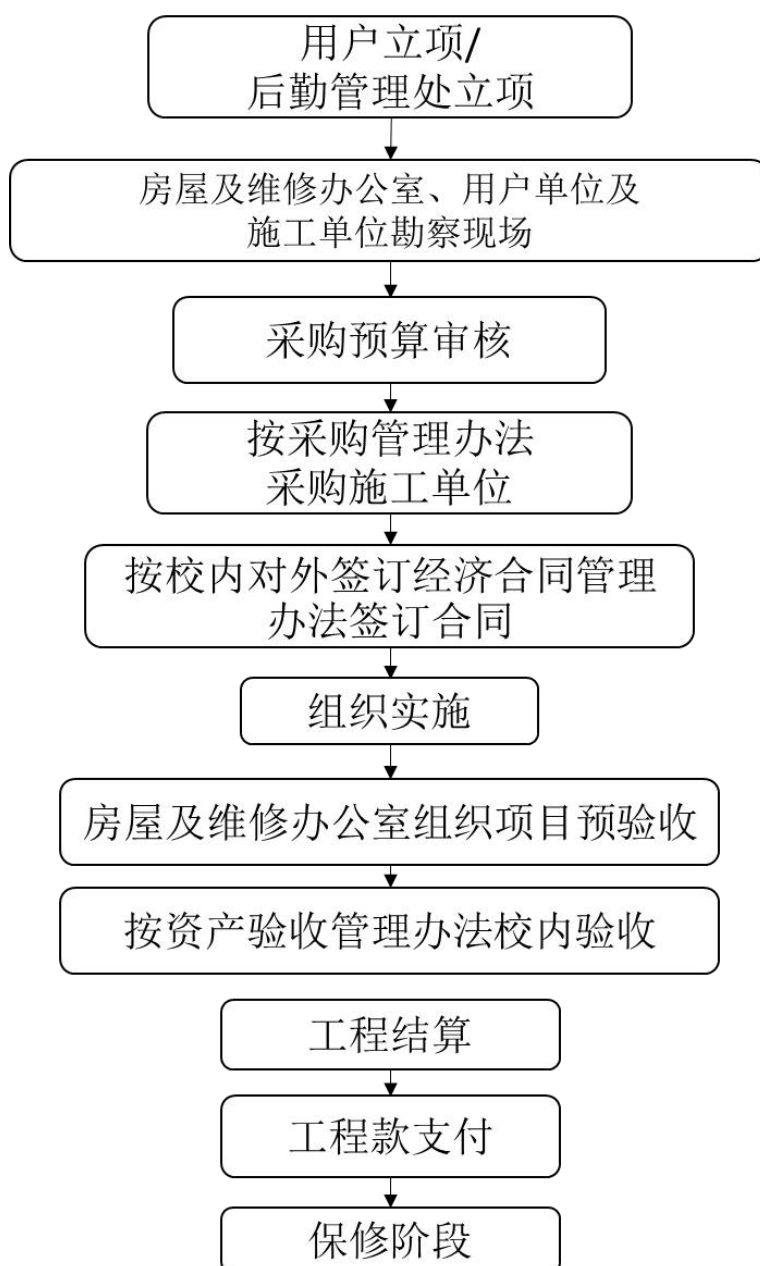 用户立项/
后勤管理处立项
房屋及维修办公室、用户单位及
施工单位勘察现场
采购预算审核
按采购管理办法
采购施工单位
按校内对外签订经济合同管理
办法签订合同
组织实施
房屋及维修办公室组织项目预验收
按资产验收管理办法校内验收
工程结算
工程款支付
保修阶段